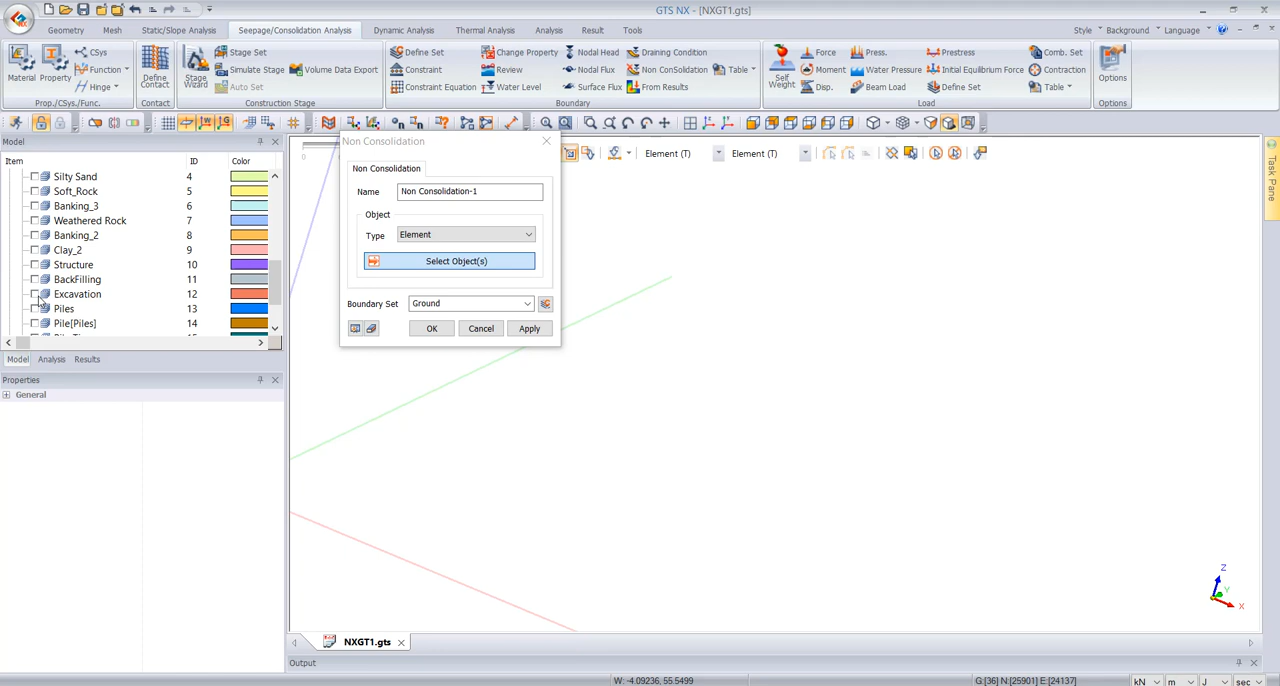 GTS NX - [NXGT1.gts]
Geometry Mesh Static/Slope Analysis Seepage/Consolidation Analysis Dynamic Analysis Thermal Analysis Analysis Result Tools Style Background Language
Material Property CSys Function Hinge
Define Contact
Stage Wizard Stage Set Simulate Stage Auto Set Volume Data Export
Define Set Constraint Constraint Equation Change Property Review Water Level Nodal Head Nodal Flux Surface Flux Draining Condition Non ConSolidation From Results Table
Self Weight Force Moment Disp. Press. Water Pressure Beam Load Prestress Initial Equilibrium Force Define Set Comb. Set Contraction Table
Options
Prop./CSys./Func. Contact Construction Stage Boundary Load Options
Model
Item ID Color
Silty Sand 4
Soft_Rock 5
Banking_3 6
Weathered Rock 7
Banking_2 8
Clay_2 9
Structure 10
BackFilling 11
Excavation 12
Piles 13
Pile[Piles] 14
Model Analysis Results
Properties
General
Non Consolidation
Non Consolidation
Name Non Consolidation-1
Object
Type Element
Select Object(s)
Boundary Set Ground
OK Cancel Apply
Element (T) Element (T)
Task Pane
Z
Y
X
NXGT1.gts
Output
W: -4.09236, 55.5499 G:[36] N:[25901] E:[24137] kN m J sec